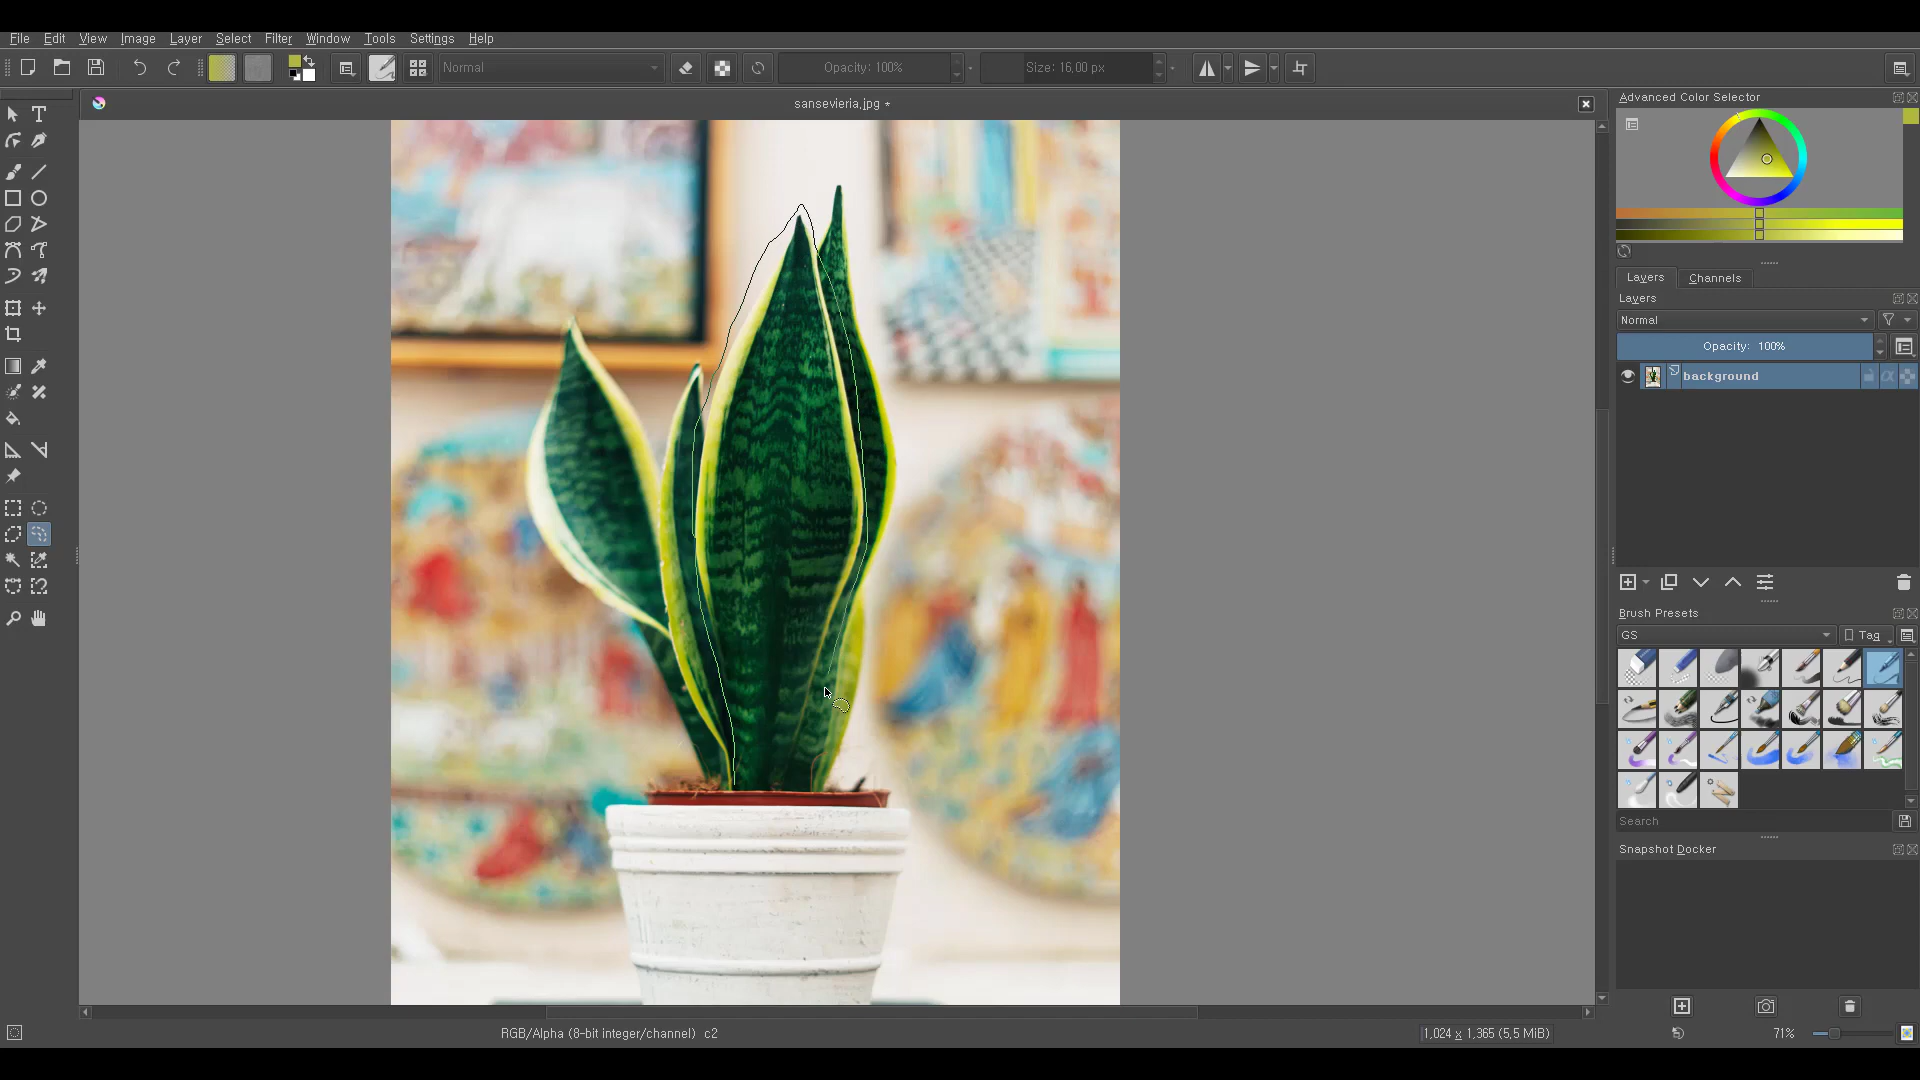 File Edit View Image Layer Select Filter Window Tools Settings Help
Normal Opacity: 100% Size: 16,00 px
sansevieria.jpg *
Advanced Color Selector
Layers Channels
Layers
Normal
Opacity: 100%
background
Brush Presets
GS Tag
Search
Snapshot Docker
RGB/Alpha (8-bit integer/channel) c2 1,024 x 1,365 (5,5 MiB) 71%